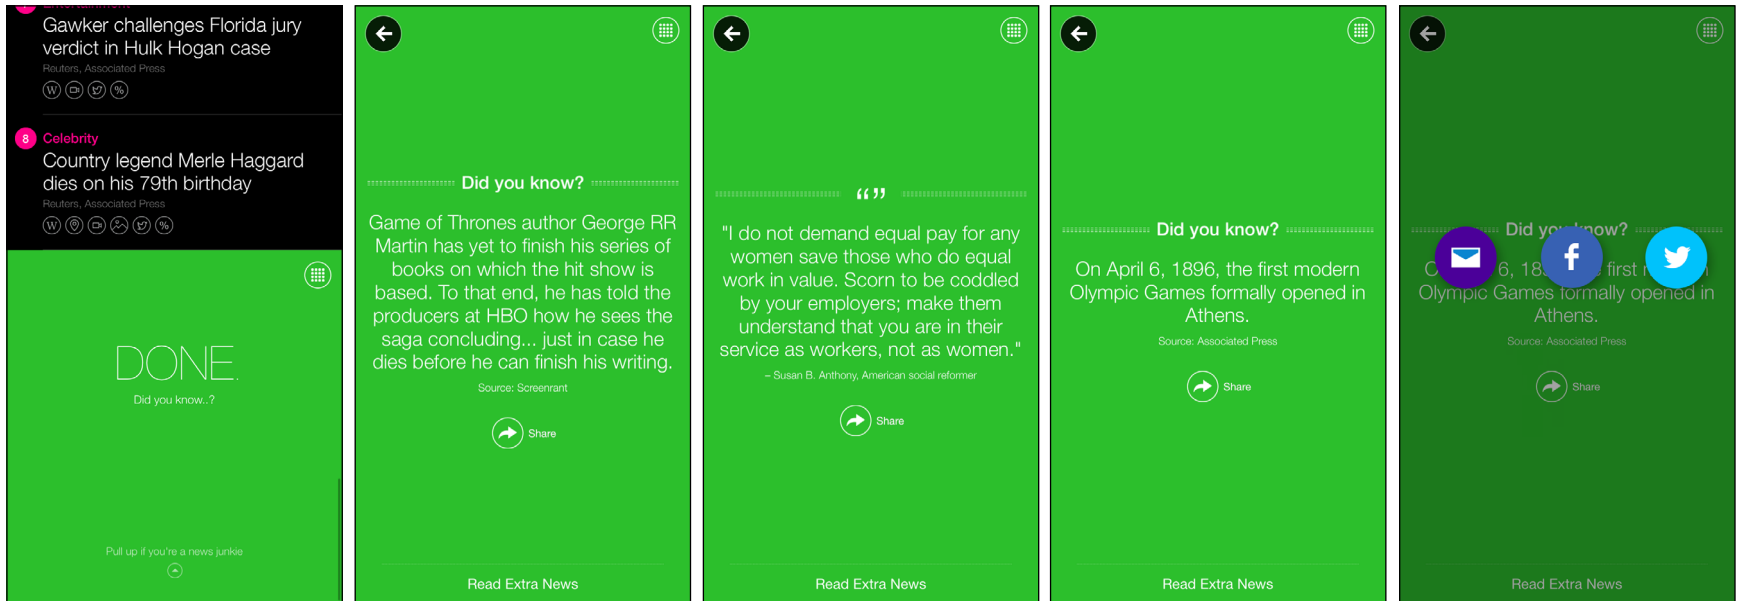 Entertainment
Gawker challenges Florida jury
verdict in Hulk Hogan case
Reuters, Associated Press
W %
8 Celebrity
Country legend Merle Haggard
dies on his 79th birthday
Reuters, Associated Press
W %
DONE.
Did you know..?
Pull up if you're a news junkie
Did you know?
Game of Thrones author George RR
Martin has yet to finish his series of
books on which the hit show is
based. To that end, he has told the
producers at HBO how he sees the
saga concluding... just in case he
dies before he can finish his writing.
Source: Screenrant
Share
Read Extra News
“”
"I do not demand equal pay for any
women save those who do equal
work in value. Scorn to be coddled
by your employers; make them
understand that you are in their
service as workers, not as women."
– Susan B. Anthony, American social reformer
Share
Read Extra News
Did you know?
On April 6, 1896, the first modern
Olympic Games formally opened in
Athens.
Source: Associated Press
Share
Read Extra News
Did you know?
O 6, 18 first
Olympic Games formally opened in
Athens.
Source: Associated Press
Share
Read Extra News